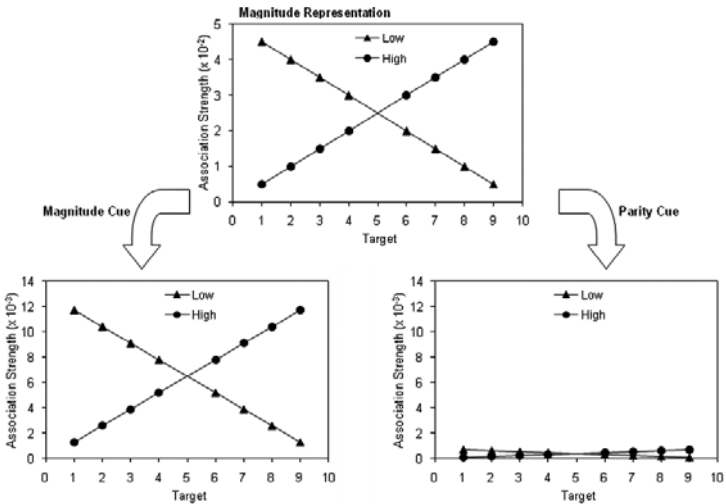 Magnitude Representation
Association Strength (x 10⁻²)
5
4
3
2
1
0
Low
High
0 1 2 3 4 5 6 7 8 9 10
Target
Magnitude Cue
Parity Cue
Association Strength (x 10⁻³)
14
12
10
8
6
4
2
0
Low
High
0 1 2 3 4 5 6 7 8 9 10
Target
Association Strength (x 10⁻³)
14
12
10
8
6
4
2
0
Low
High
0 1 2 3 4 5 6 7 8 9 10
Target